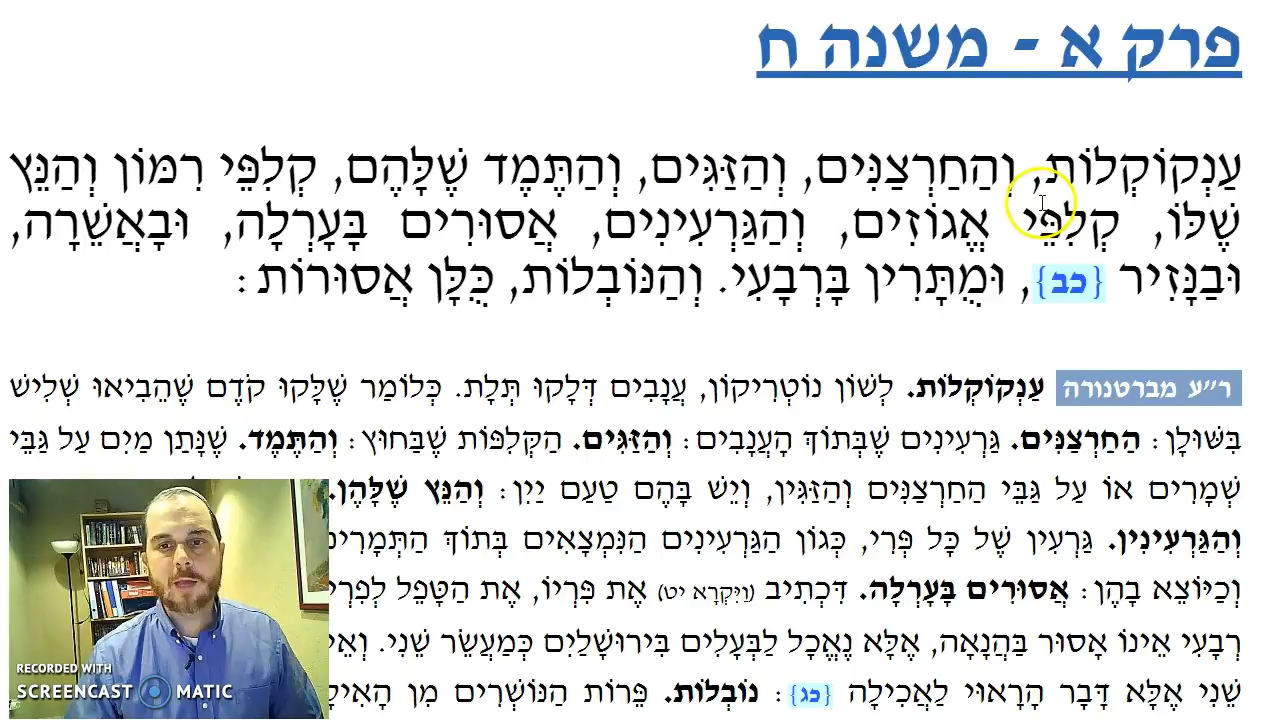 פרק א - משנה ח
עַנְקוֹקְלוֹת, וְהַחַרְצַנִּים, וְהַזַּגִּים, וְהַתֶּמֶד שֶׁלָּהֶם, קְלִפֵּי רִמּוֹן וְהַנֵּץ
שֶׁלּוֹ, קְלִפֵּי אֱגוֹזִים, וְהַגַּרְעִינִים, אֲסוּרִים בָּעָרְלָה, וּבָאֲשֵׁרָה,
וּבַנָּזִיר {כב}, וּמֻתָּרִין בָּרְבָעִי. וְהַנּוֹבְלוֹת, כֻּלָּן אֲסוּרוֹת:
ר״ע מברטנורה עַנְקוֹקְלוֹת. לְשׁוֹן נוֹטְרִיקוֹן, עֲנָבִים דְּלָקוּ תְּלָת. כְּלוֹמַר שֶׁלָּקוּ קֹדֶם שֶׁהֵבִיאוּ שְׁלִישׁ
בִּשּׁוּלָן: הַחַרְצַנִּים. גַּרְעִינִים שֶׁבְּתוֹךְ הָעֲנָבִים: וְהַזַּגִּים. הַקְּלִפּוֹת שֶׁבַּחוּץ: וְהַתֶּמֶד. שֶׁנָּתַן מַיִם עַל גַּבֵּי
שְׁמָרִים אוֹ עַל גַּבֵּי הַחַרְצַנִּים וְהַזַּגִּין, וְיֵשׁ בָּהֶם טַעַם יַיִן: וְהַנֵּץ שֶׁלָּהֶן.
וְהַגַּרְעִינִין. גַּרְעִין שֶׁל כָּל פְּרִי, כְּגוֹן הַגַּרְעִינִים הַנִּמְצָאִים בְּתוֹךְ הַתְּמָרִים
וְכַיּוֹצֵא בָהֶן: אֲסוּרִים בָּעָרְלָה. דִּכְתִיב (וַיִּקְרָא יט) אֶת פִּרְיוֹ, אֶת הַטָּפֵל לְפִרְי
רְבָעִי אֵינוֹ אָסוּר בַּהֲנָאָה, אֶלָּא נֶאֱכָל לַבְּעָלִים בִּירוּשָׁלַיִם כְּמַעֲשֵׂר שֵׁנִי. וְאֵי
שֵׁנִי אֶלָּא דָּבָר הָרָאוּי לַאֲכִילָה {כג}: נוֹבְלוֹת. פֵּרוֹת הַנּוֹשְׁרִים מִן הָאִיל
RECORDED WITH
SCREENCAST MATIC